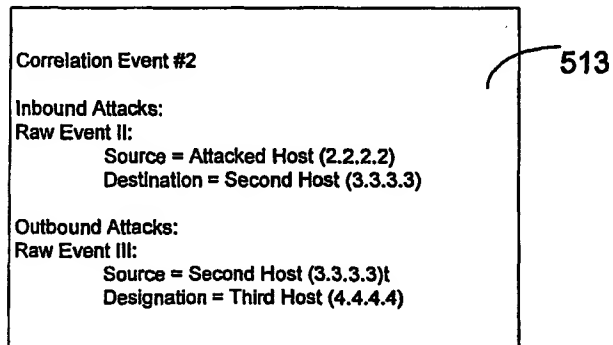 Correlation Event #2
513
Inbound Attacks:
Raw Event II:
Source = Attacked Host (2.2.2.2)
Destination = Second Host (3.3.3.3)
Outbound Attacks:
Raw Event III:
Source = Second Host (3.3.3.3)t
Designation = Third Host (4.4.4.4)